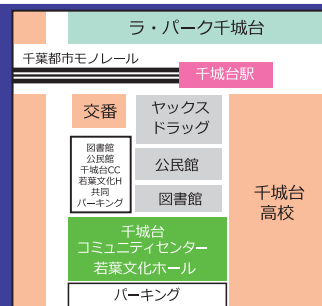 ラ・パーク千城台
千葉都市モノレール
千城台駅
交番
ヤックス
ドラッグ
図書館
公民館
千城台CC
若葉文化H
共同
パーキング
公民館
図書館
千城台
高校
千城台
コミュニティセンター
若葉文化ホール
パーキング